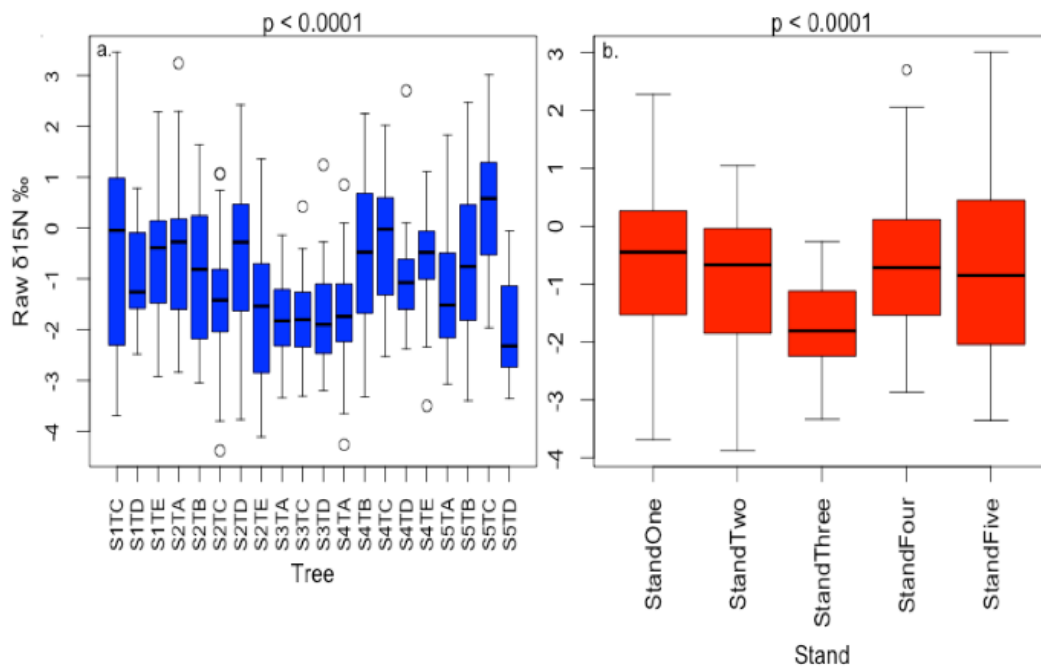 p < 0.0001
a.
Raw δ15N ‰
3
2
1
0
-1
-2
-3
-4
S1TC
S1TD
S1TE
S2TA
S2TB
S2TC
S2TD
S2TE
S3TA
S3TC
S3TD
S4TA
S4TB
S4TC
S4TD
S4TE
S5TA
S5TB
S5TC
S5TD
Tree
p < 0.0001
b.
3
2
1
0
-1
-2
-3
-4
StandOne
StandTwo
StandThree
StandFour
StandFive
Stand